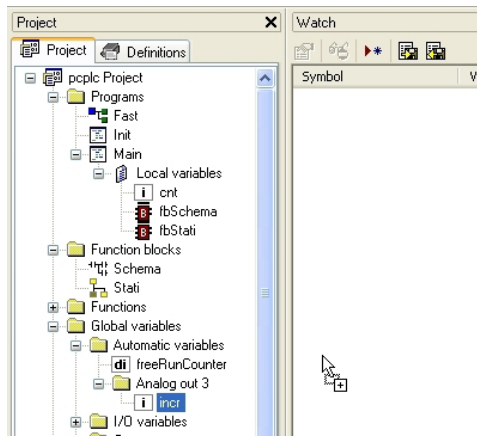 Project
Watch
Project
Definitions
Symbol
V
pcplc Project
Programs
Fast
Init
Main
Local variables
i cnt
B fbSchema
B fbStati
Function blocks
Schema
Stati
Functions
Global variables
Automatic variables
di freeRunCounter
Analog out 3
i incr
I/O variables